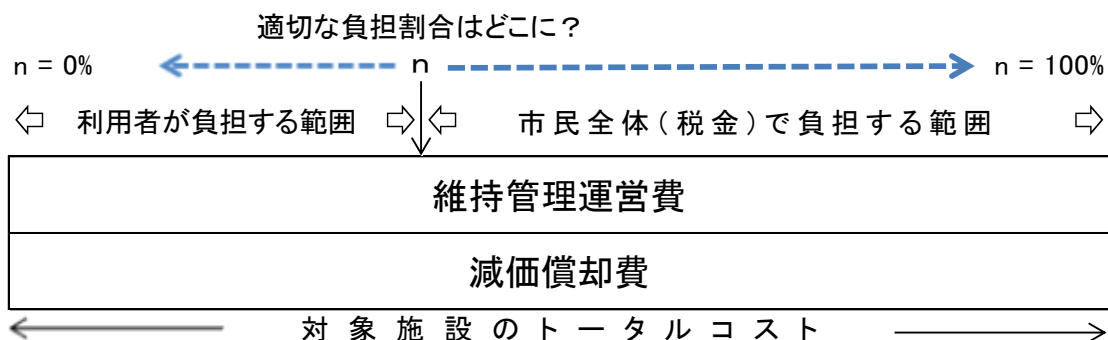 適切な負担割合はどこに？
n = 0% n n = 100%
利用者が負担する範囲 市民全体（税金）で負担する範囲
維持管理運営費
減価償却費
対象施設のトータルコスト